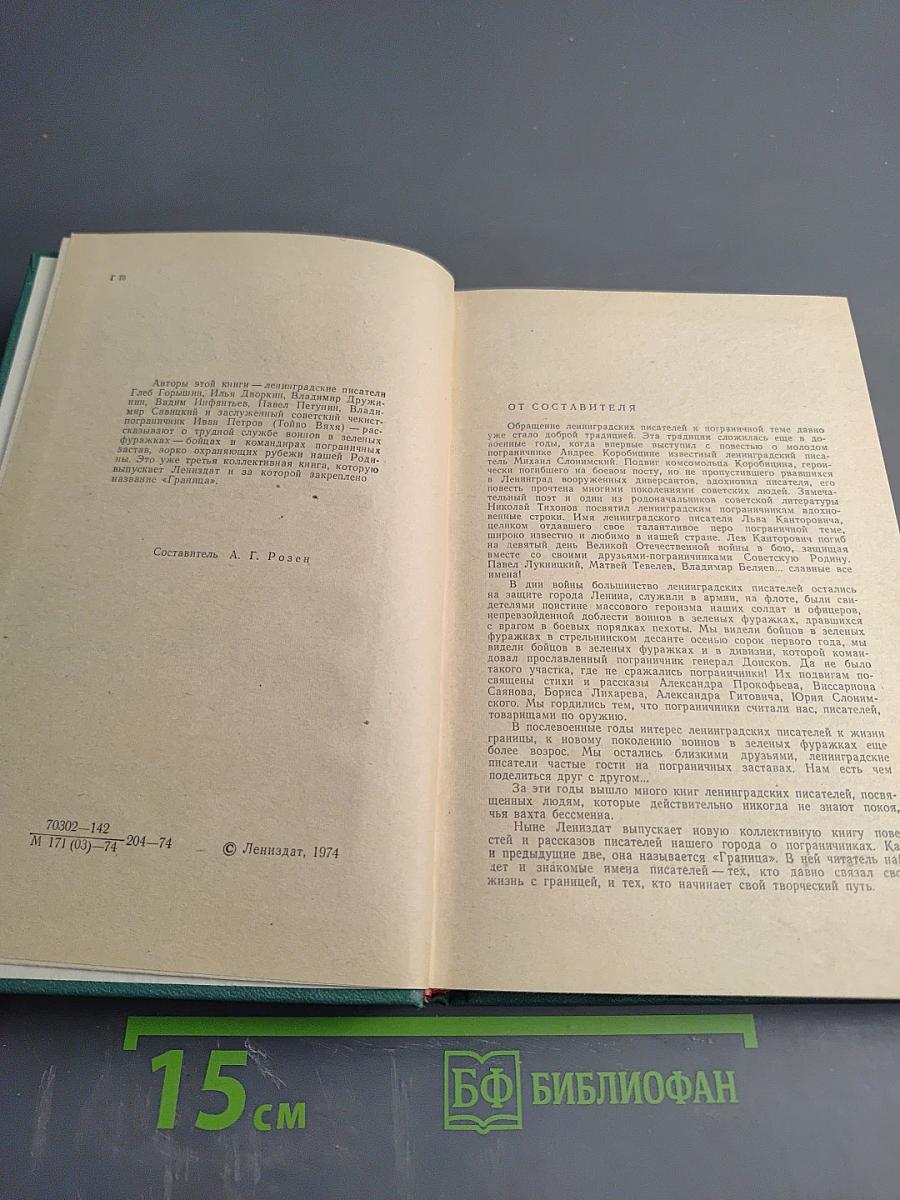 Авторы этой книги — ленинградские писатели
Глеб Горышин, Илья Дворкин, Владимир Дружи-
нин, Вадим Инфантьев, Павел Петунин, Влади-
мир Савицкий и заслуженный советский чекист-
пограничник Иван Петров (Тойво Вяхя) — рас-
сказывают о трудной службе воинов в зеленых
фуражках — бойцах и командирах пограничных
застав, зорко охраняющих рубежи нашей Роди-
ны. Это уже третья коллективная книга, которую
выпускает Лениздат и за которой закреплено
название «Граница».
Составитель А. Г. Розен
70302—142
М 171 (03)—74
204—74
© Лениздат, 1974
ОТ СОСТАВИТЕЛЯ
Обращение ленинградских писателей к пограничной теме давно
уже стало доброй традицией. Эта традиция сложилась еще в до-
военные годы, когда впервые выступил с повестью о молодом
пограничнике Андрее Коробицине известный ленинградский писа-
тель Михаил Слонимский. Подвиг комсомольца Коробицина, герои-
чески погибшего на боевом посту, но не пропустившего рвавшихся
в Ленинград вооруженных диверсантов, вдохновил писателя, его
повесть прочтена многими поколениями советских людей. Замеча-
тельный поэт и один из родоначальников советской литературы
Николай Тихонов посвятил ленинградским пограничникам вдохно-
венные строки. Имя ленинградского писателя Льва Канторовича,
целиком отдавшего свое талантливое перо пограничной теме,
широко известно и любимо в нашей стране. Лев Канторович погиб
на девятый день Великой Отечественной войны в бою, защищая
вместе со своими друзьями-пограничниками Советскую Родину.
Павел Лукницкий, Матвей Тевелев, Владимир Беляев... славные все
имена!
В дни войны большинство ленинградских писателей остались
на защите города Ленина, служили в армии, на флоте, были сви-
детелями поистине массового героизма наших солдат и офицеров,
непревзойденной доблести воинов в зеленых фуражках, дравшихся
с врагом в боевых порядках пехоты. Мы видели бойцов в зеленых
фуражках в стрельнинском десанте осенью сорок первого года, мы
видели бойцов в зеленых фуражках и в дивизии, которой коман-
довал прославленный пограничник генерал Донсков. Да не было
такого участка, где не сражались пограничники! Их подвигам по-
священы стихи и рассказы Александра Прокофьева, Виссариона
Саянова, Бориса Лихарева, Александра Гитовича, Юрия Слоним-
ского. Мы гордились тем, что пограничники считали нас, писателей,
товарищами по оружию.
В послевоенные годы интерес ленинградских писателей к жизни
границы, к новому поколению воинов в зеленых фуражках еще
более возрос. Мы остались близкими друзьями, ленинградские
писатели частые гости на пограничных заставах. Нам есть чем
поделиться друг с другом...
За эти годы вышло много книг ленинградских писателей, посвя-
щенных людям, которые действительно никогда не знают покоя,
чья вахта бессменна.
Ныне Лениздат выпускает новую коллективную книгу пове
стей и рассказов писателей нашего города о пограничниках. Ка
и предыдущие две, она называется «Граница». В ней читатель на
дет и знакомые имена писателей — тех, кто давно связал сво
жизнь с границей, и тех, кто начинает свой творческий путь.
15 см
БФ БИБЛИОФАН